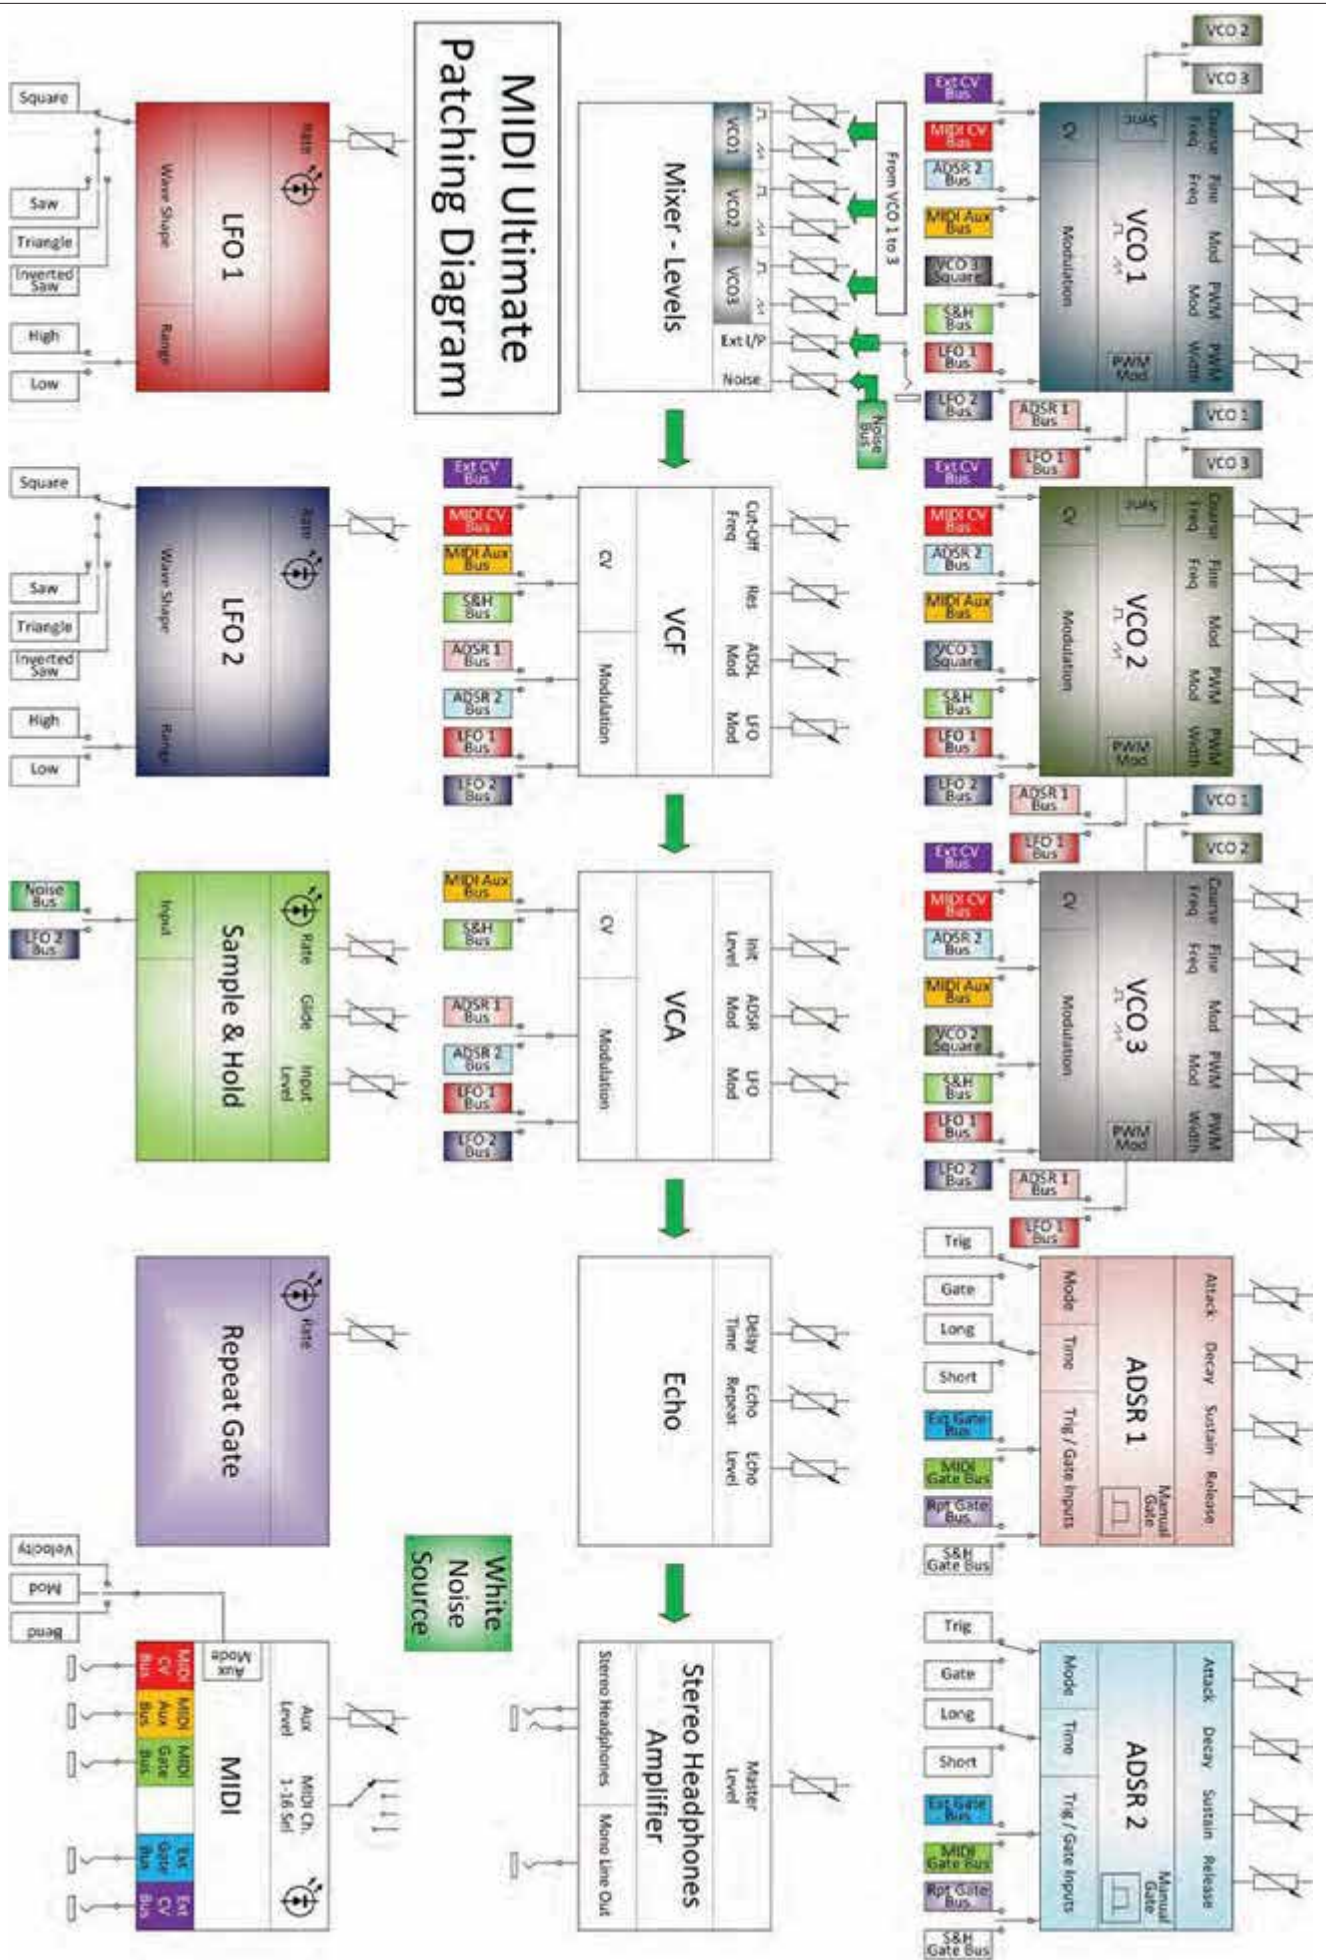 VCO 2
VCO 3
Coarse
Freq
Fine
Freq
Mod
PWM
Mod
PWM
Width
Sync
VCO 1
PWM
Mod
CV
Modulation
Ext CV
Bus
MIDI CV
Bus
ADSR 2
Bus
MIDI Aux
Bus
VCO 3
Square
S&H
Bus
LFO 1
Bus
LFO 2
Bus
ADSR 1
Bus
LFO 1
Bus
VCO 1
VCO 3
Coarse
Freq
Fine
Freq
Mod
PWM
Mod
PWM
Width
Sync
VCO 2
PWM
Mod
CV
Modulation
Ext CV
Bus
MIDI CV
Bus
ADSR 2
Bus
MIDI Aux
Bus
VCO 1
Square
S&H
Bus
LFO 1
Bus
LFO 2
Bus
ADSR 1
Bus
LFO 1
Bus
VCO 1
VCO 2
Coarse
Freq
Fine
Freq
Mod
PWM
Mod
PWM
Width
VCO 3
PWM
Mod
CV
Modulation
Ext CV
Bus
MIDI CV
Bus
ADSR 2
Bus
MIDI Aux
Bus
VCO 2
Square
S&H
Bus
LFO 1
Bus
LFO 2
Bus
ADSR 1
Bus
LFO 1
Bus
Attack
Decay
Sustain
Release
ADSR 1
Manual
Gate
Mode
Time
Trig / Gate Inputs
Trig
Gate
Long
Short
Ext Gate
Bus
MIDI
Gate Bus
Rpt Gate
Bus
S&H
Gate Bus
Attack
Decay
Sustain
Release
ADSR 2
Manual
Gate
Mode
Time
Trig / Gate Inputs
Trig
Gate
Long
Short
Ext Gate
Bus
MIDI
Gate Bus
Rpt Gate
Bus
S&H
Gate Bus
From VCO 1 to 3
Noise
Bus
VCO1
VCO2
VCO3
Ext I/P
Noise
Mixer - Levels
Cut-Off
Freq
Res
ADSL
Mod
LFO
Mod
VCF
CV
Modulation
Ext CV
Bus
MIDI CV
Bus
MIDI Aux
Bus
S&H
Bus
ADSR 1
Bus
ADSR 2
Bus
LFO 1
Bus
LFO 2
Bus
Init
Level
ADSR
Mod
LFO
Mod
VCA
CV
Modulation
MIDI Aux
Bus
S&H
Bus
ADSR 1
Bus
ADSR 2
Bus
LFO 1
Bus
LFO 2
Bus
Delay
Time
Echo
Repeat
Echo
Level
Echo
Master
Level
Stereo Headphones
Amplifier
Stereo Headphones
Mono Line Out
MIDI Ultimate
Patching Diagram
White
Noise
Source
Rate
LFO 1
Wave Shape
Range
Square
Saw
Triangle
Inverted
Saw
High
Low
Rate
LFO 2
Wave Shape
Range
Square
Saw
Triangle
Inverted
Saw
High
Low
Rate
Glide
Input
Level
Sample & Hold
Input
Noise
Bus
LFO 2
Bus
Rate
Repeat Gate
Aux
Level
MIDI Ch.
1-16 Sel
MIDI
Aux
Mode
MIDI
CV
Bus
MIDI
Aux
Bus
MIDI
Gate
Bus
Ext
Gate
Bus
Ext
CV
Bus
Velocity
Mod
Bend